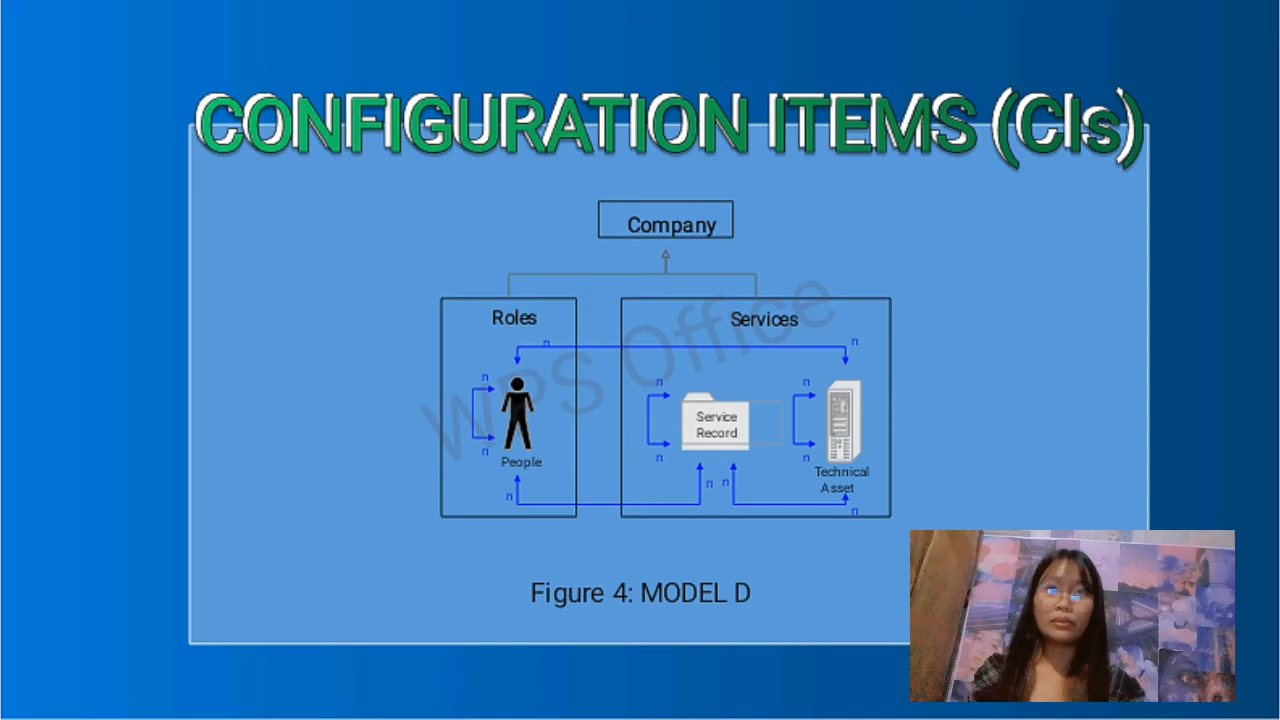 CONFIGURATION ITEMS (CIs)
Company
Roles
Services
n
n
n
n
n
n
n
n
n
n
n
n
Service
Record
People
Technical
Asset
WPS Office
Figure 4: MODEL D